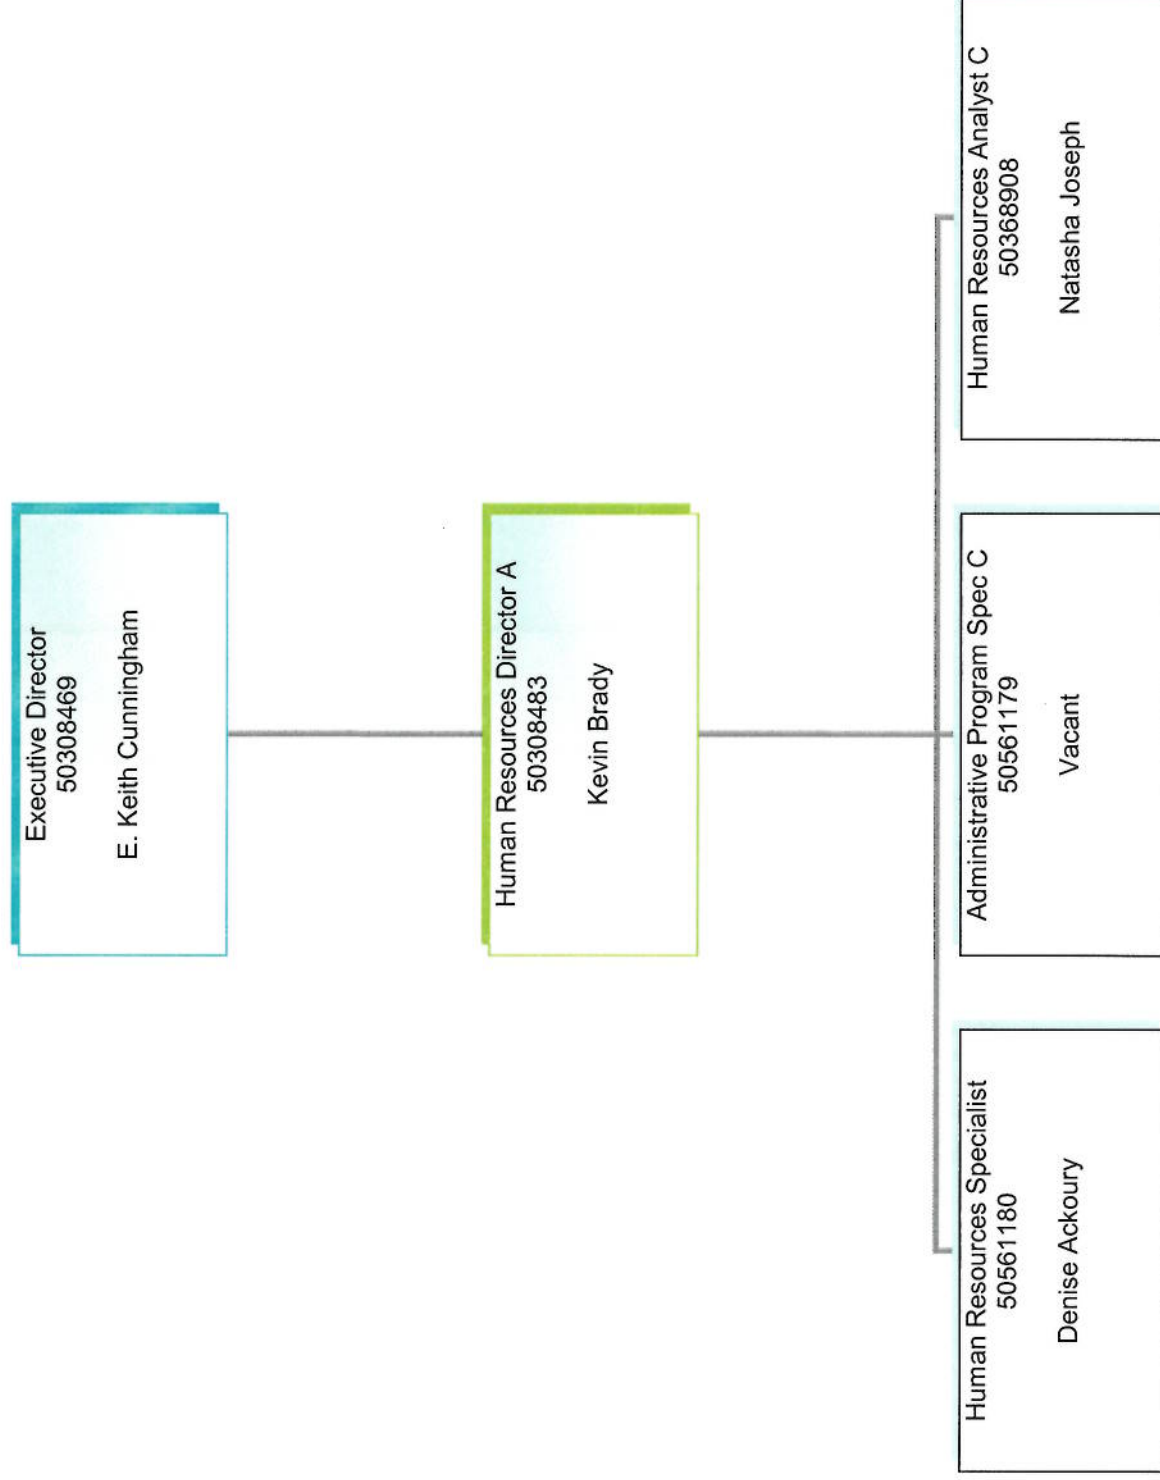 Executive Director
50308469
E. Keith Cunningham
Human Resources Director A
50308483
Kevin Brady
Human Resources Specialist
50561180
Denise Ackoury
Administrative Program Spec C
50561179
Vacant
Human Resources Analyst C
50368908
Natasha Joseph